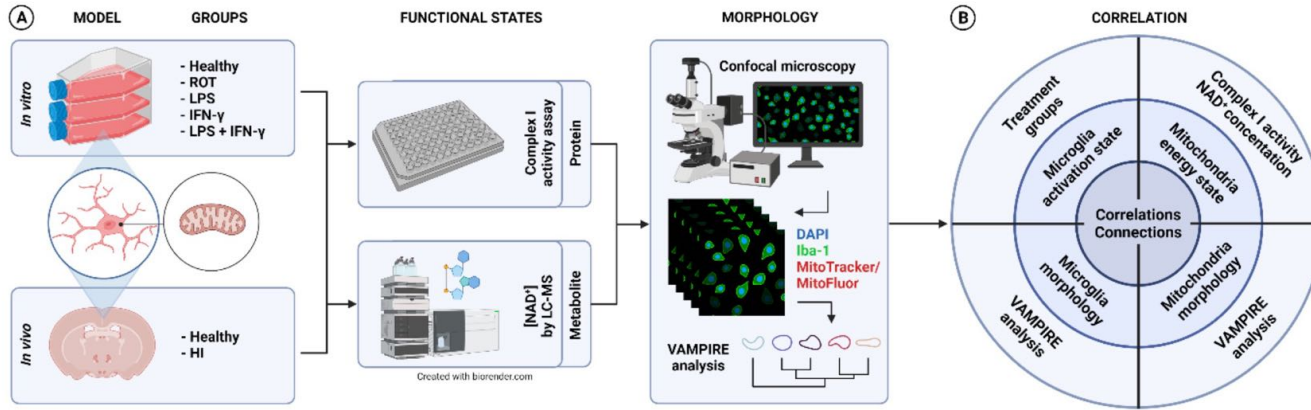 A
MODEL
GROUPS
FUNCTIONAL STATES
MORPHOLOGY
B
CORRELATION
In vitro
- Healthy
- ROT
- LPS
- IFN-γ
- LPS + IFN-γ
In vivo
- Healthy
- HI
Complex I
activity assay
Protein
[NAD⁺]
by LC-MS
Metabolite
Created with biorender.com
Confocal microscopy
DAPI
Iba-1
MitoTracker/
MitoFluor
VAMPIRE
analysis
Treatment
groups
Complex I activity
NAD⁺ concentration
Microglia
activation state
Mitochondria
energy state
Correlations
Connections
Microglia
morphology
Mitochondria
morphology
VAMPIRE
analysis
VAMPIRE
analysis